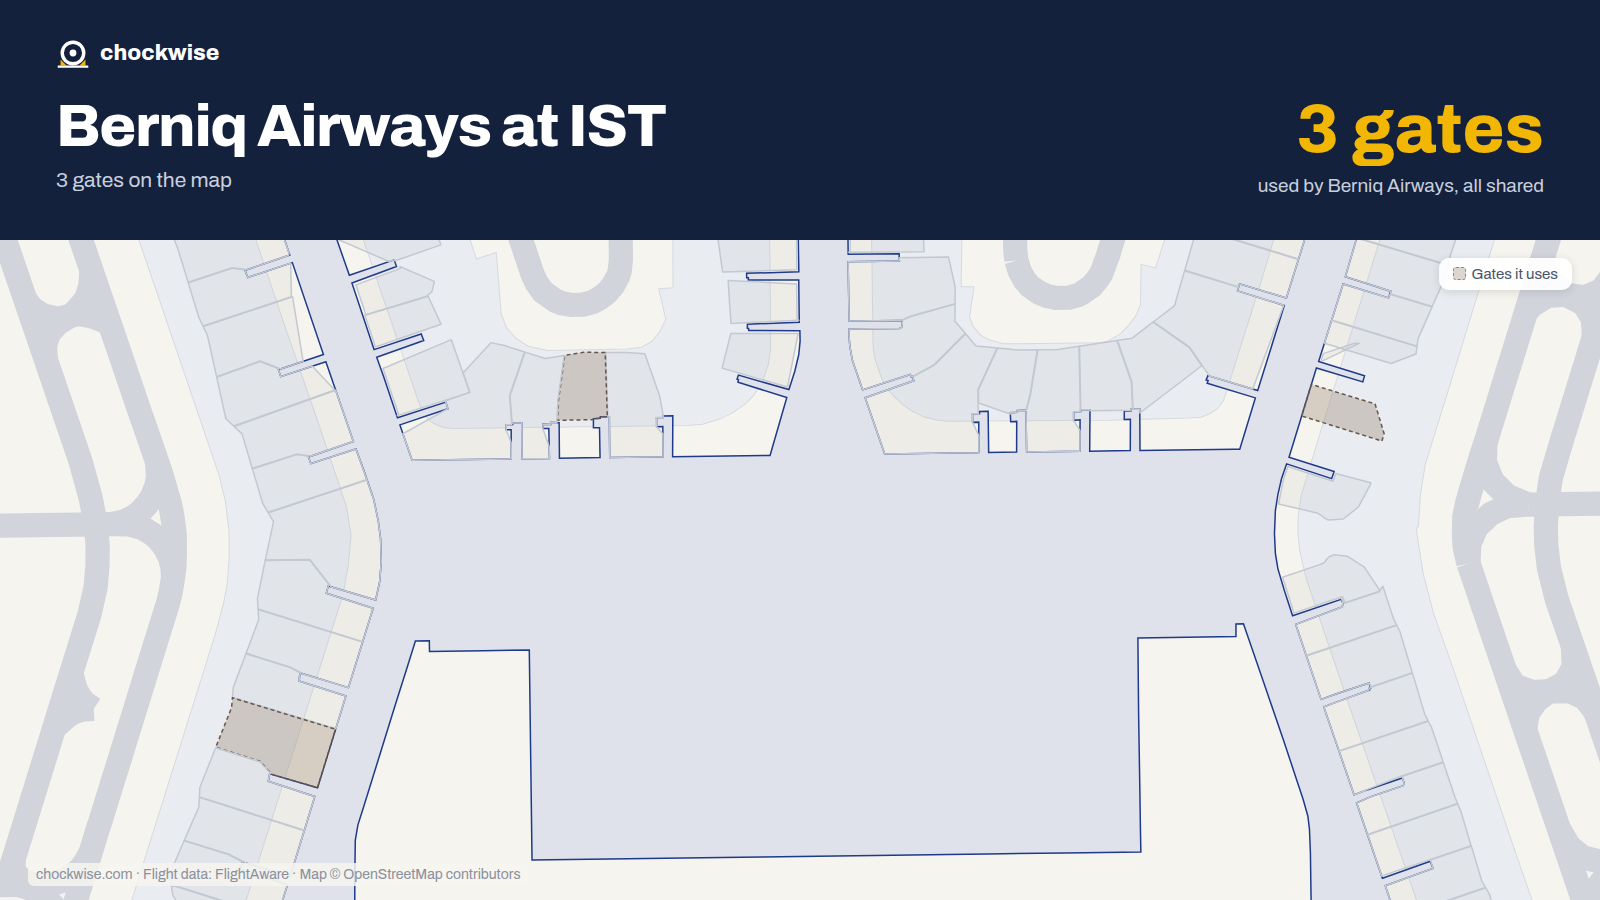 chockwise
Berniq Airways at IST
3 gates on the map
3 gates
used by Berniq Airways, all shared
Gates it uses
chockwise.com · Flight data: FlightAware · Map © OpenStreetMap contributors